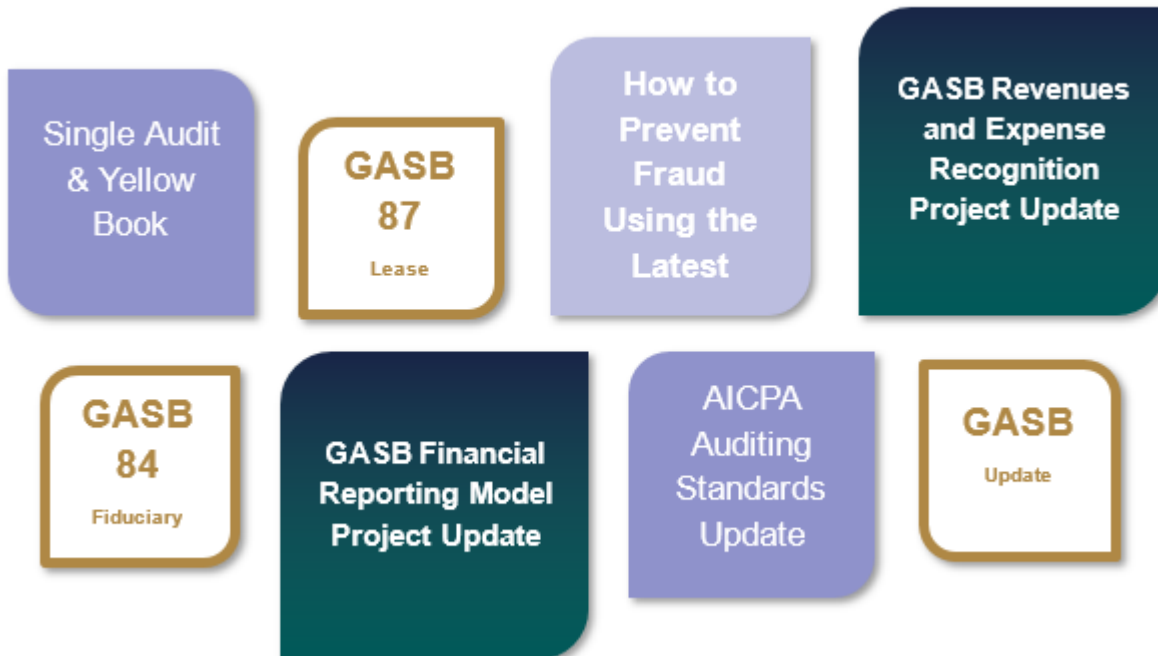 Single Audit
& Yellow
Book
GASB
87
Lease
How to
Prevent
Fraud
Using the
Latest
GASB Revenues
and Expense
Recognition
Project Update
GASB
84
Fiduciary
GASB Financial
Reporting Model
Project Update
AICPA
Auditing
Standards
Update
GASB
Update